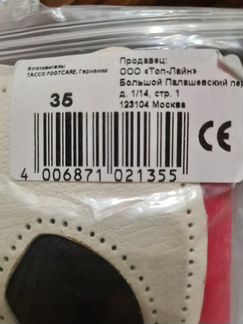 Изготовитель:
TACCO FOOTCARE, Германия
35
Продавец:
ООО «Топ-Лайн»
Большой Палашевский пер
д. 1/14, стр. 1
123104 Москва
CE
4 006871 021355